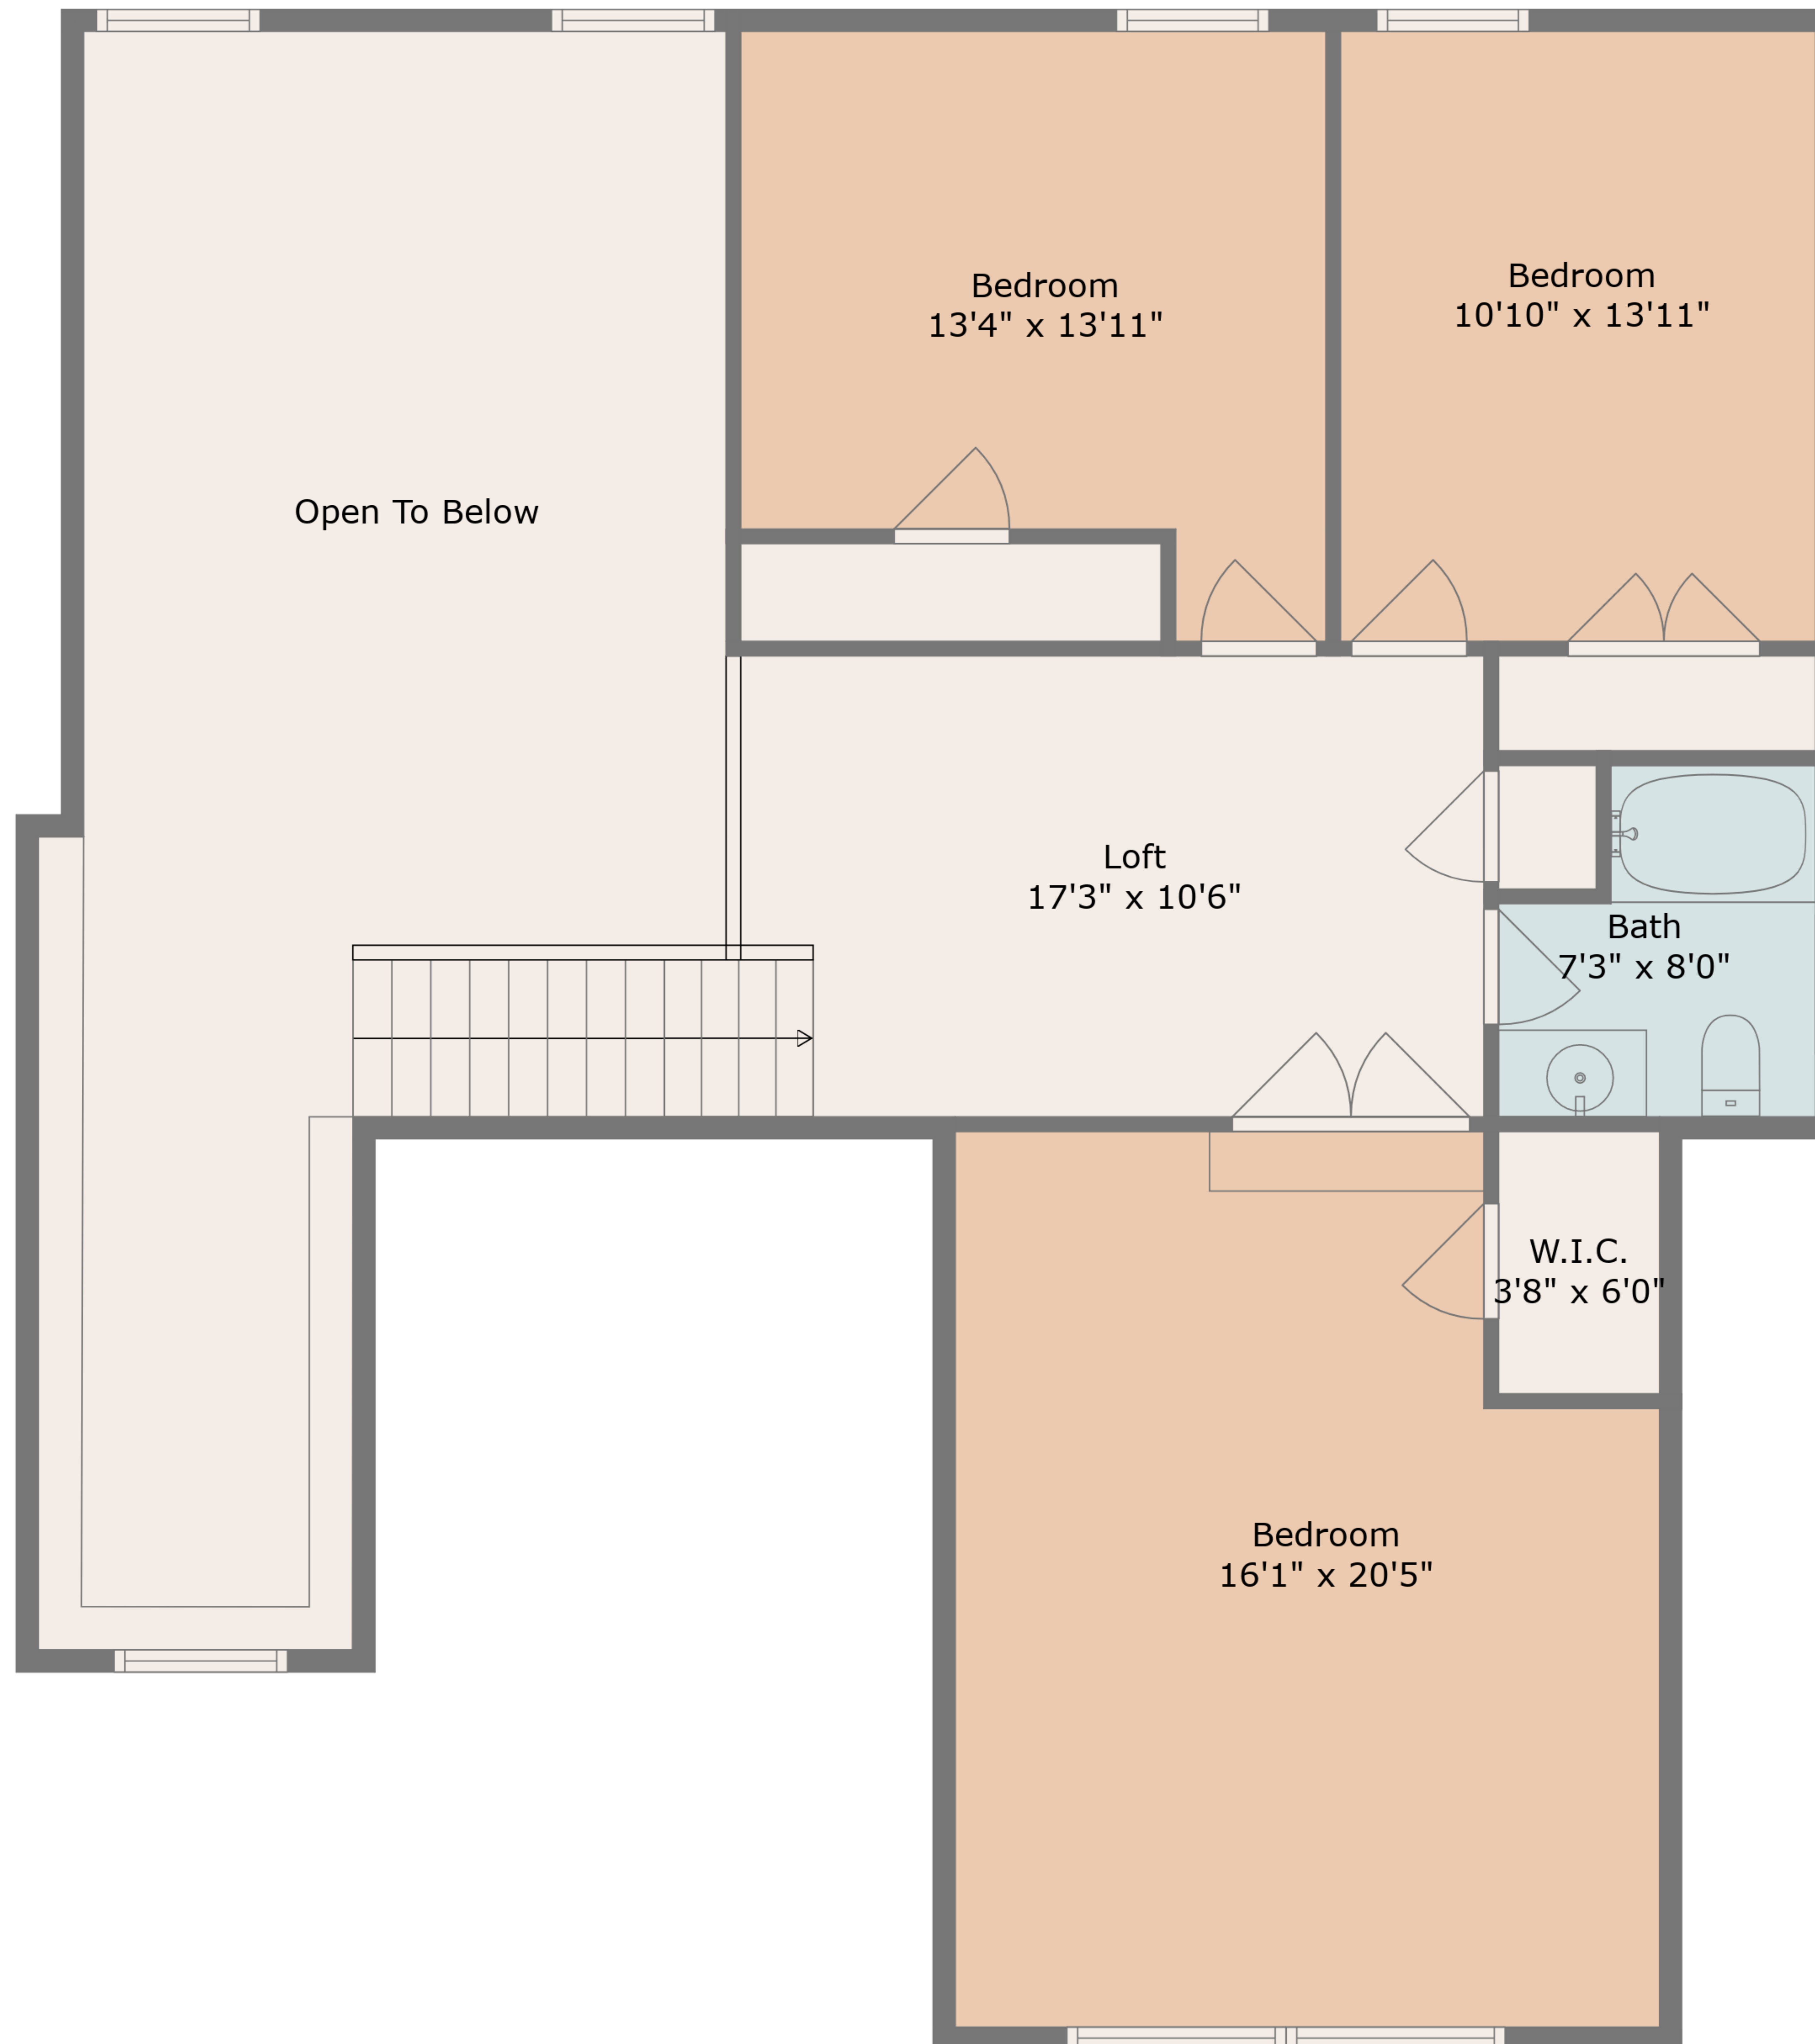 Bedroom
13'4" x 13'11"
Bedroom
10'10" x 13'11"
Open To Below
Loft
17'3" x 10'6"
Bath
7'3" x 8'0"
W.I.C.
3'8" x 6'0"
Bedroom
16'1" x 20'5"